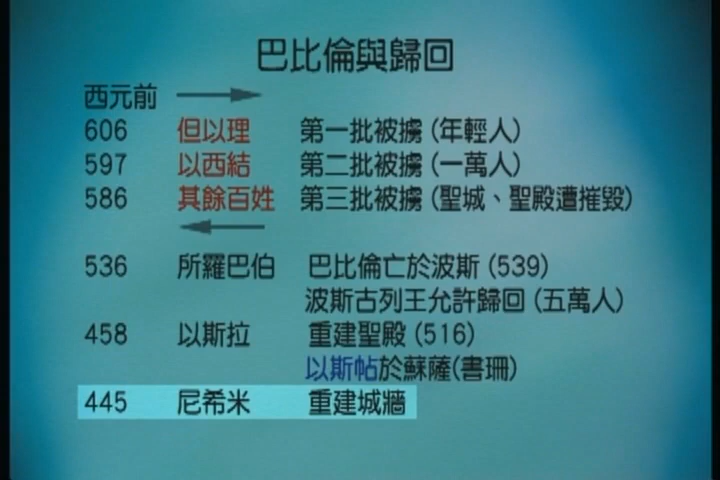 巴比倫與歸回
西元前
606 但以理 第一批被擄 (年輕人)
597 以西結 第二批被擄 (一萬人)
586 其餘百姓 第三批被擄 (聖城、聖殿遭摧毀)
536 所羅巴伯 巴比倫亡於波斯 (539)
波斯古列王允許歸回 (五萬人)
458 以斯拉 重建聖殿 (516)
以斯帖於蘇薩(書珊)
445 尼希米 重建城牆